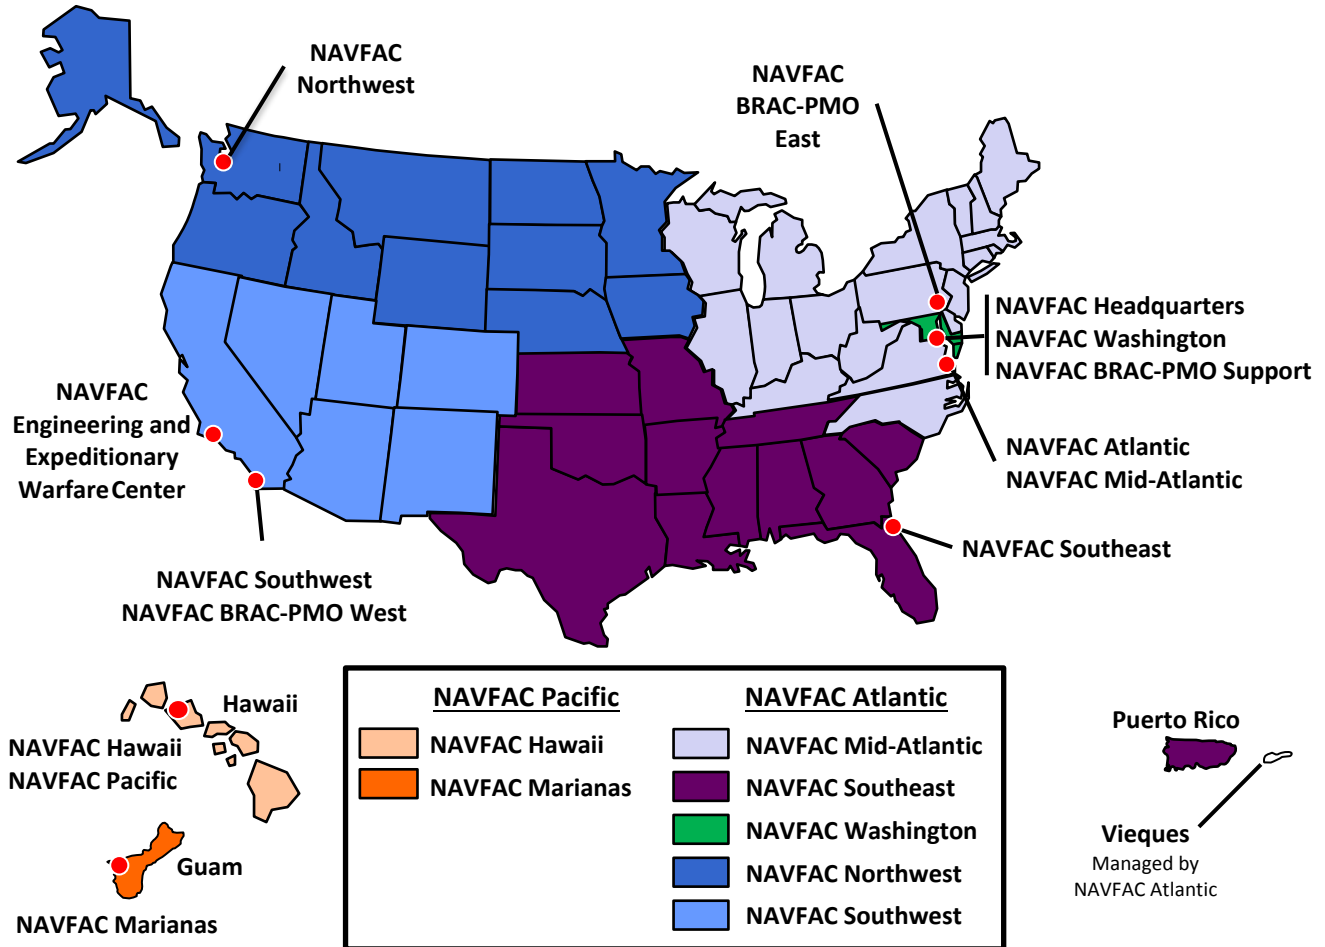 NAVFAC
Northwest
NAVFAC
BRAC-PMO
East
NAVFAC Headquarters
NAVFAC Washington
NAVFAC BRAC-PMO Support
NAVFAC
Engineering and
Expeditionary
Warfare Center
NAVFAC Atlantic
NAVFAC Mid-Atlantic
NAVFAC Southeast
NAVFAC Southwest
NAVFAC BRAC-PMO West
Hawaii
NAVFAC Hawaii
NAVFAC Pacific
Guam
NAVFAC Marianas
NAVFAC Pacific
NAVFAC Hawaii
NAVFAC Marianas
NAVFAC Atlantic
NAVFAC Mid-Atlantic
NAVFAC Southeast
NAVFAC Washington
NAVFAC Northwest
NAVFAC Southwest
Puerto Rico
Vieques
Managed by
NAVFAC Atlantic